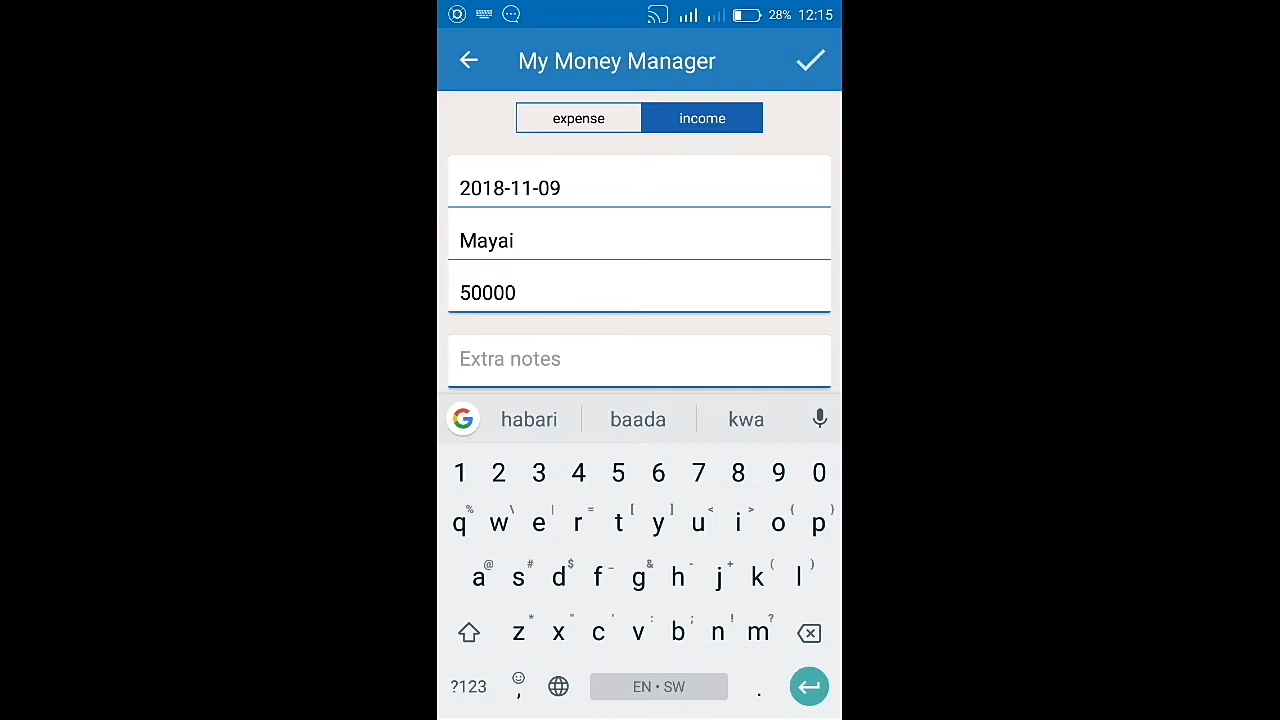 28% 12:15
My Money Manager
expense income
2018-11-09
Mayai
50000
Extra notes
habari baada kwa
1 2 3 4 5 6 7 8 9 0
% \ | = [ ] < > { }
q w e r t y u i o p
@ # $ _ & - + ( )
a s d f g h j k l
* " ' : ; ! ?
z x c v b n m
?123 , EN • SW .